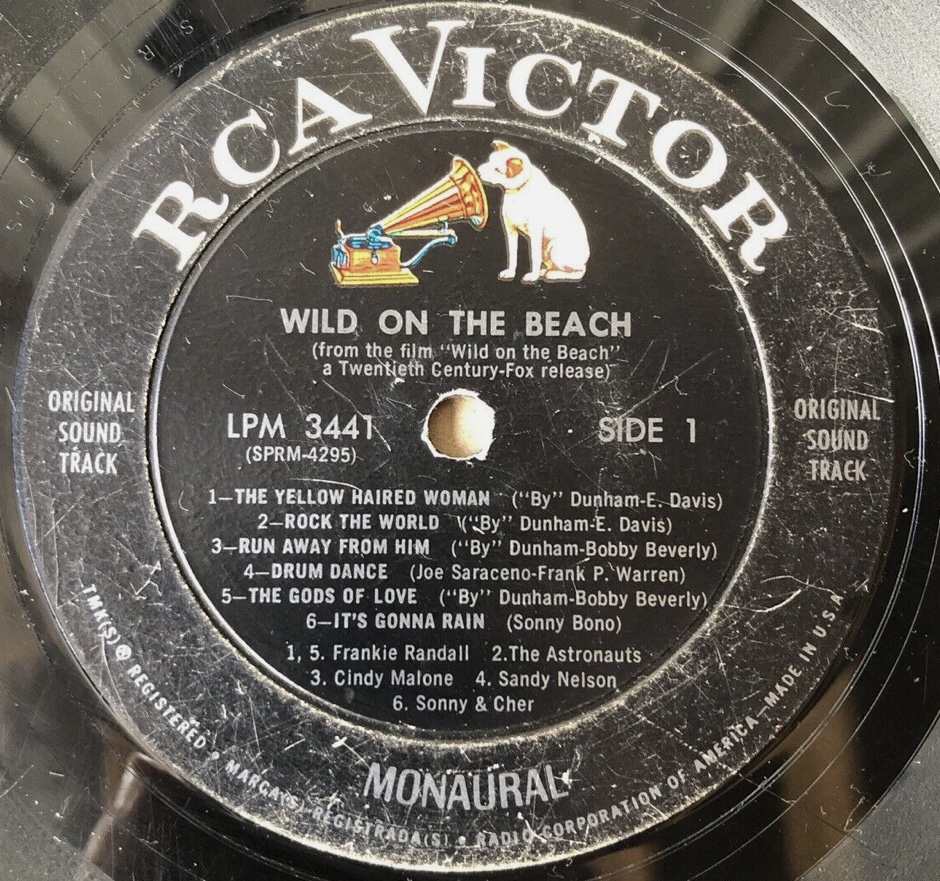 RCA VICTOR
WILD ON THE BEACH
(from the film "Wild on the Beach"
a Twentieth Century-Fox release)
ORIGINAL
SOUND
TRACK
LPM 3441
(SPRM-4295)
SIDE 1
ORIGINAL
SOUND
TRACK
1—THE YELLOW HAIRED WOMAN ("By" Dunham-E. Davis)
2—ROCK THE WORLD ("By" Dunham-E. Davis)
3—RUN AWAY FROM HIM ("By" Dunham-Bobby Beverly)
4—DRUM DANCE (Joe Saraceno-Frank P. Warren)
5—THE GODS OF LOVE ("By" Dunham-Bobby Beverly)
6—IT'S GONNA RAIN (Sonny Bono)
1, 5. Frankie Randall 2.The Astronauts
3. Cindy Malone 4. Sandy Nelson
6. Sonny & Cher
MONAURAL
TMK(S) ® REGISTERED • MARCA(S) REGISTRADA(S) • RADIO CORPORATION OF AMERICA—MADE IN U.S.A.